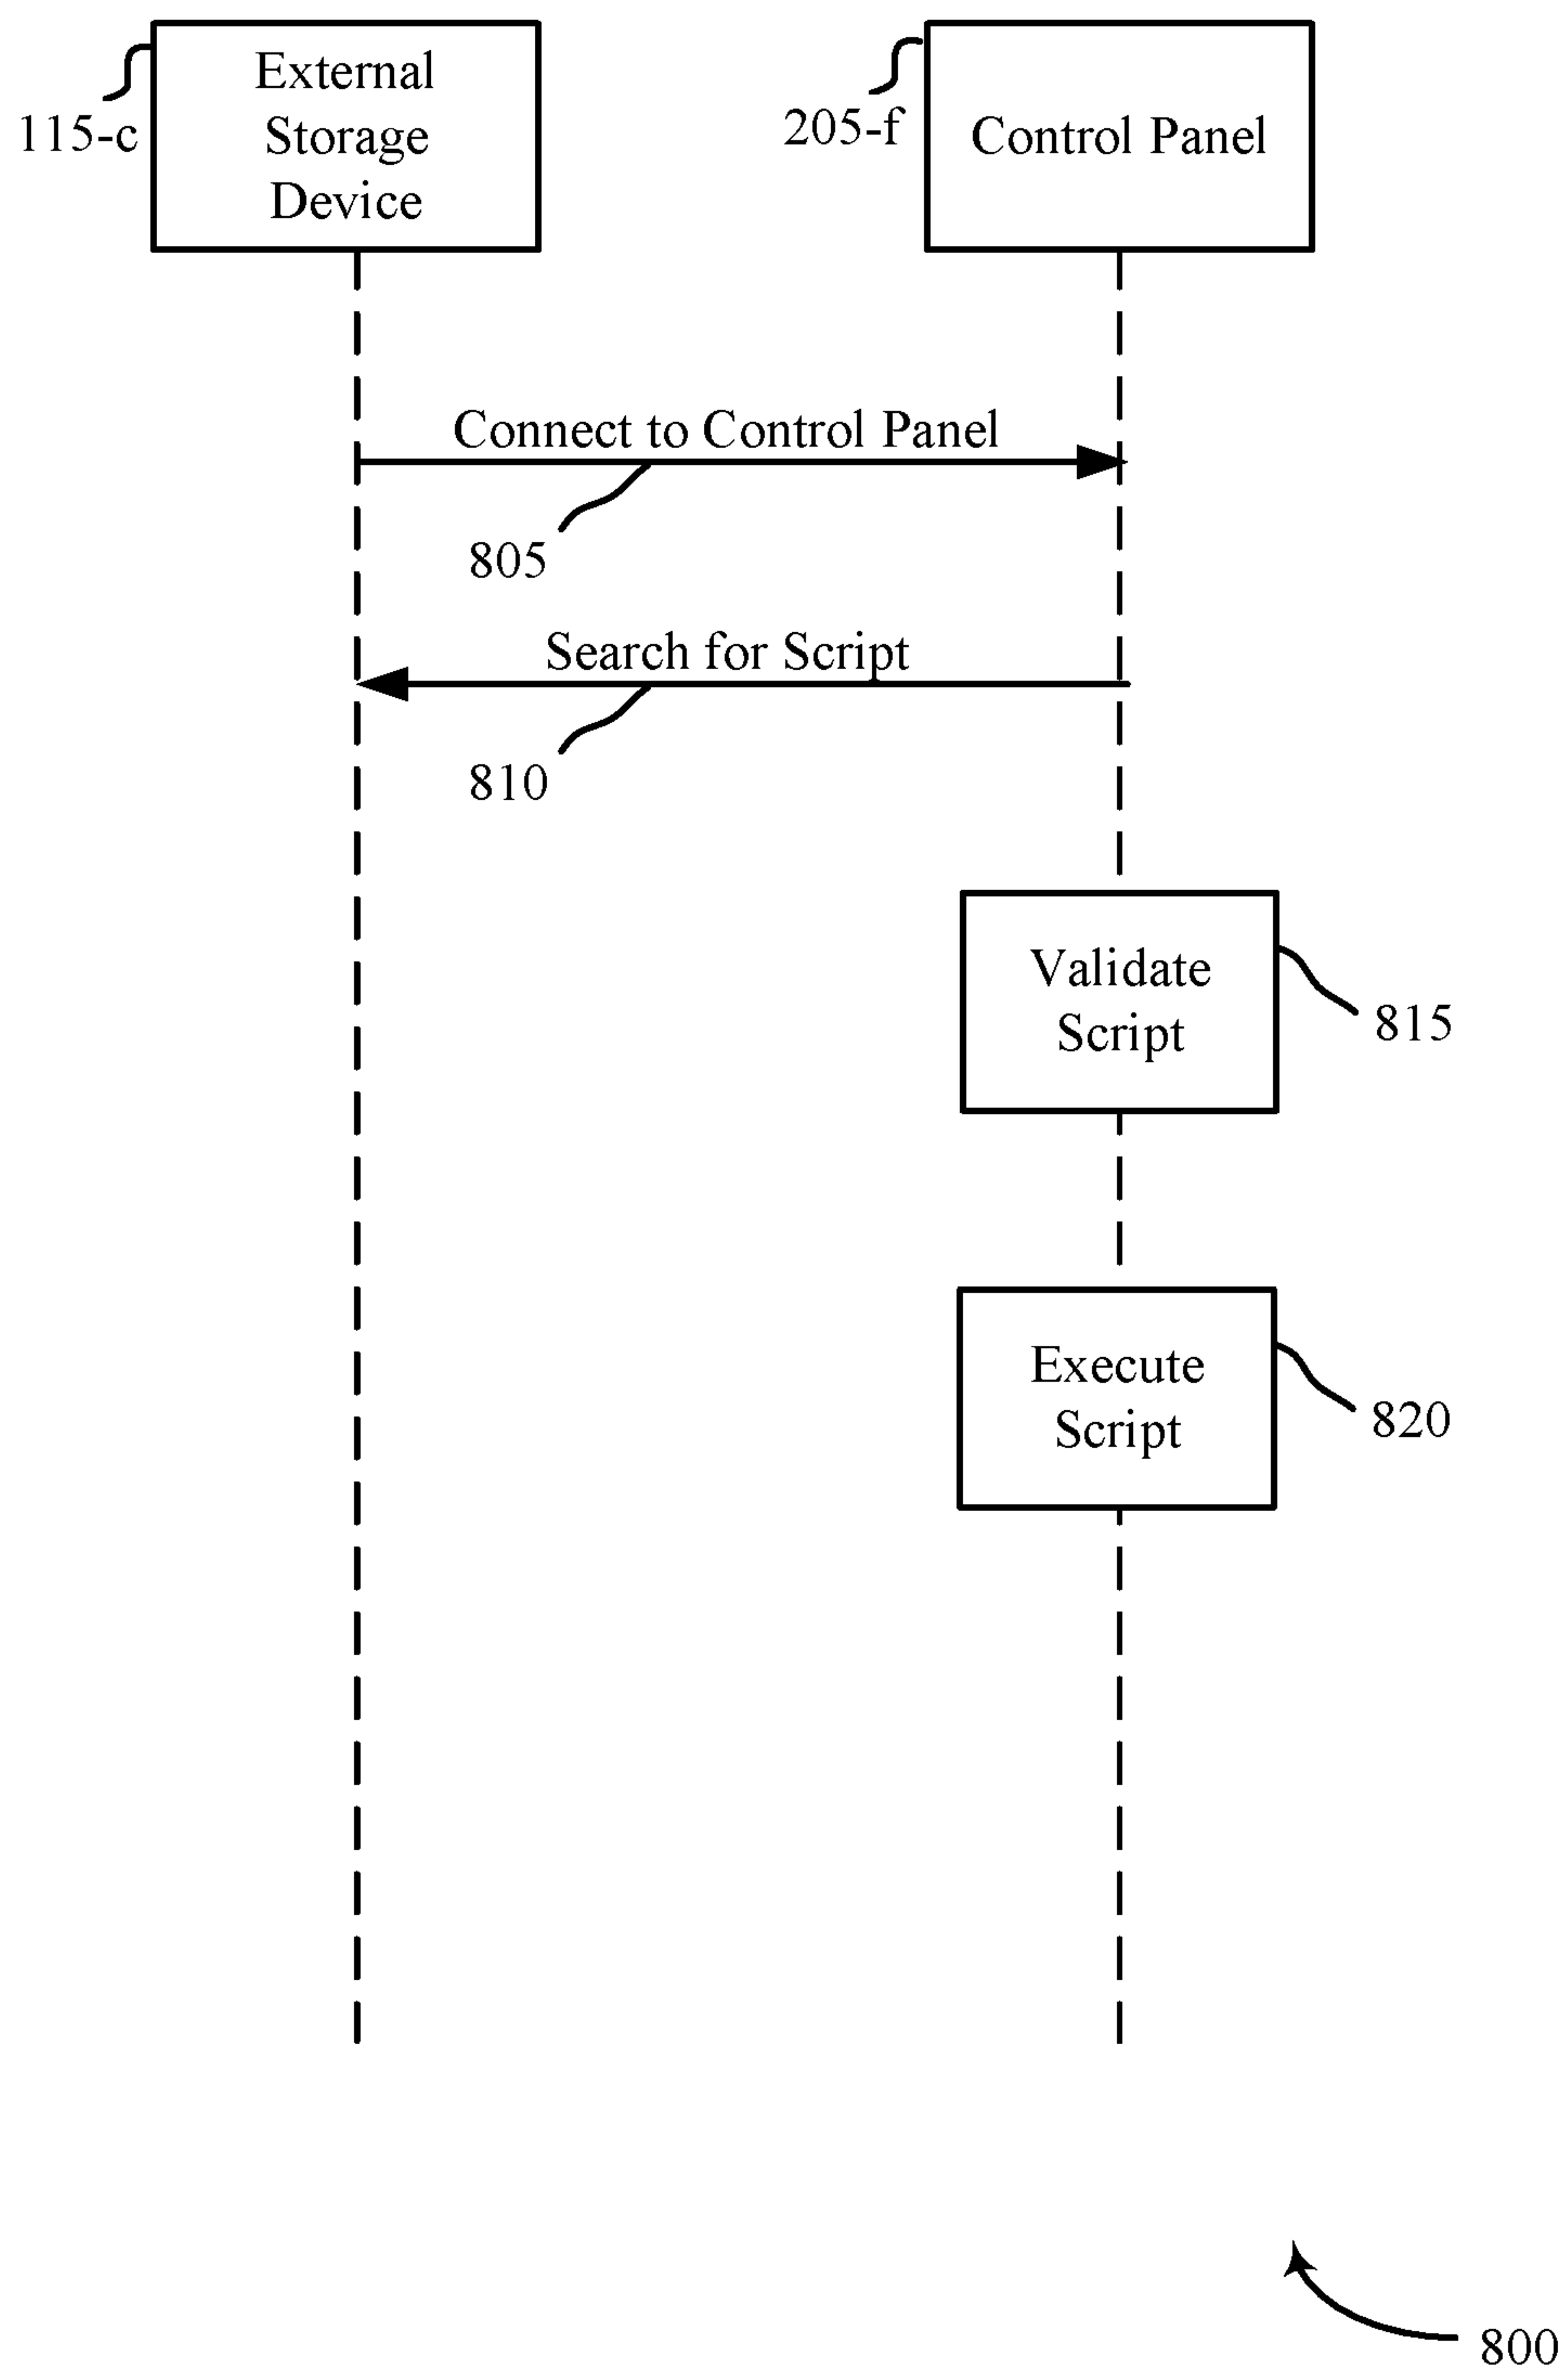 External
Storage
Device
115-c
Control Panel
205-f
Connect to Control Panel
805
Search for Script
810
Validate
Script
815
Execute
Script
820
800